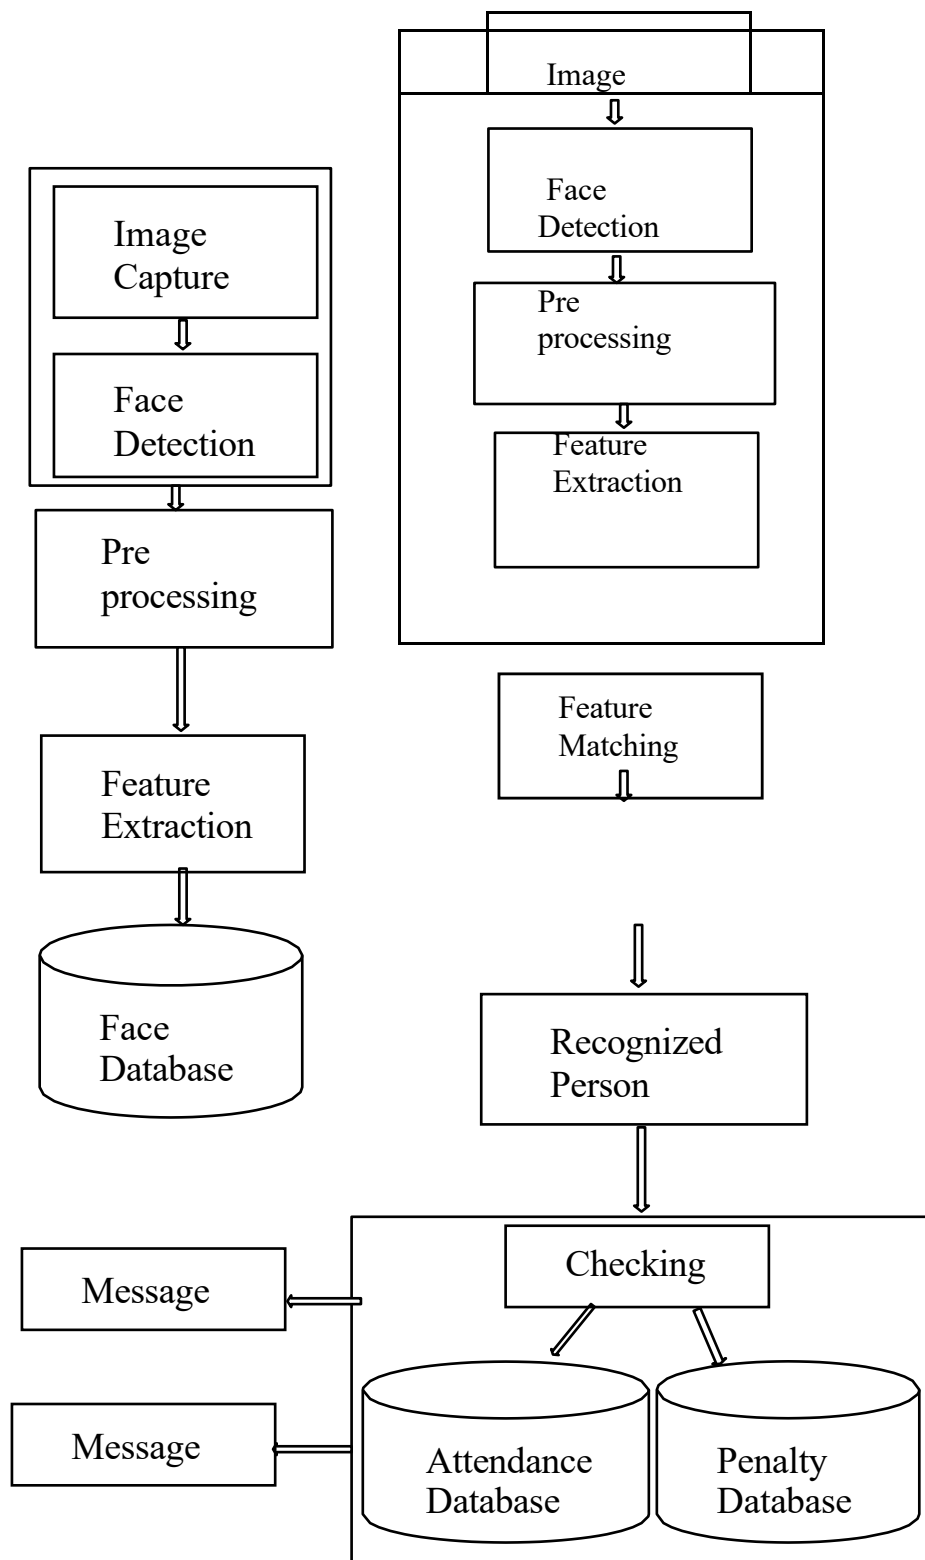 Image
Capture
Face
Detection
Pre
processing
Feature
Extraction
Face
Database
Image
Face
Detection
Pre
processing
Feature
Extraction
Feature
Matching
Recognized
Person
Checking
Message
Message
Attendance
Database
Penalty
Database